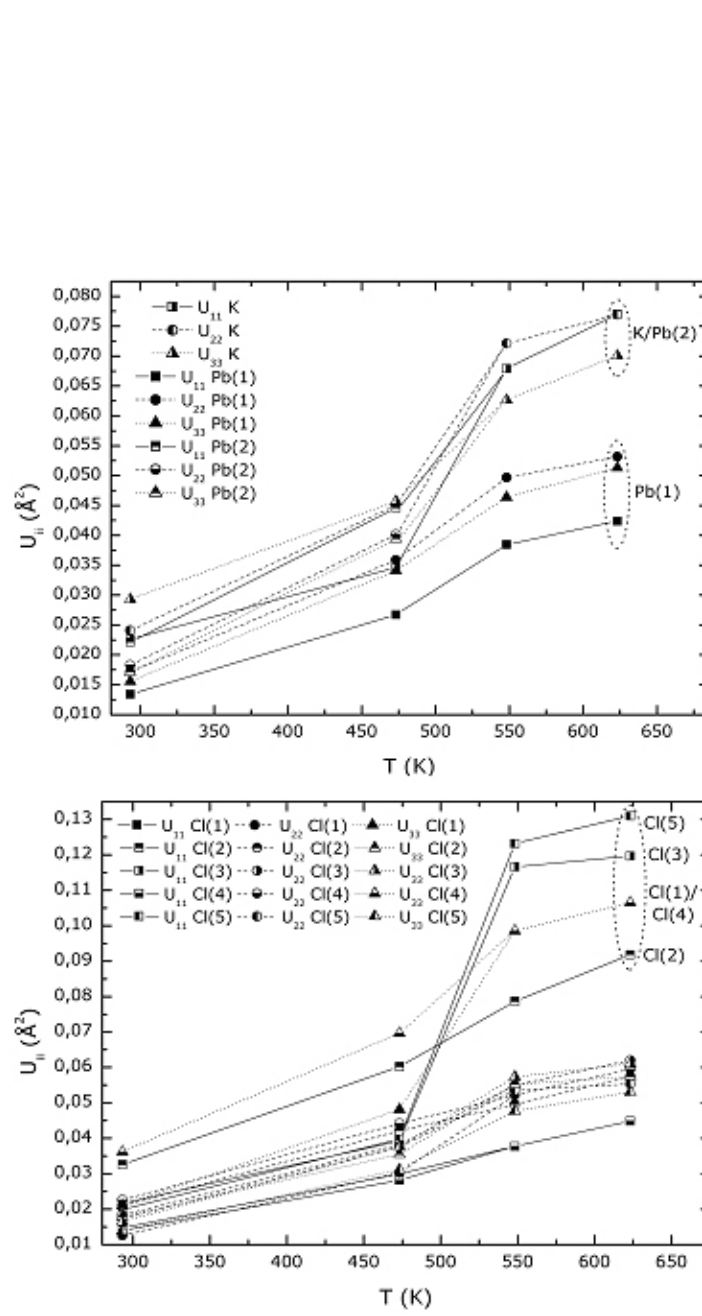 0,080
0,075
0,070
0,065
0,060
0,055
0,050
0,045
0,040
0,035
0,030
0,025
0,020
0,015
0,010
U_ii (Å²)
U₁₁ K
U₂₂ K
U₃₃ K
U₁₁ Pb(1)
U₂₂ Pb(1)
U₃₃ Pb(1)
U₁₁ Pb(2)
U₂₂ Pb(2)
U₃₃ Pb(2)
K/Pb(2)
Pb(1)
300 350 400 450 500 550 600 650
T (K)
0,13
0,12
0,11
0,10
0,09
0,08
0,07
0,06
0,05
0,04
0,03
0,02
0,01
U_ii (Å²)
U₁₁ Cl(1) U₂₂ Cl(1) U₃₃ Cl(1)
U₁₁ Cl(2) U₂₂ Cl(2) U₃₃ Cl(2)
U₁₁ Cl(3) U₂₂ Cl(3) U₂₂ Cl(3)
U₁₁ Cl(4) U₂₂ Cl(4) U₂₂ Cl(4)
U₁₁ Cl(5) U₂₂ Cl(5) U₃₃ Cl(5)
Cl(5)
Cl(3)
Cl(1)/
Cl(4)
Cl(2)
300 350 400 450 500 550 600 650
T (K)